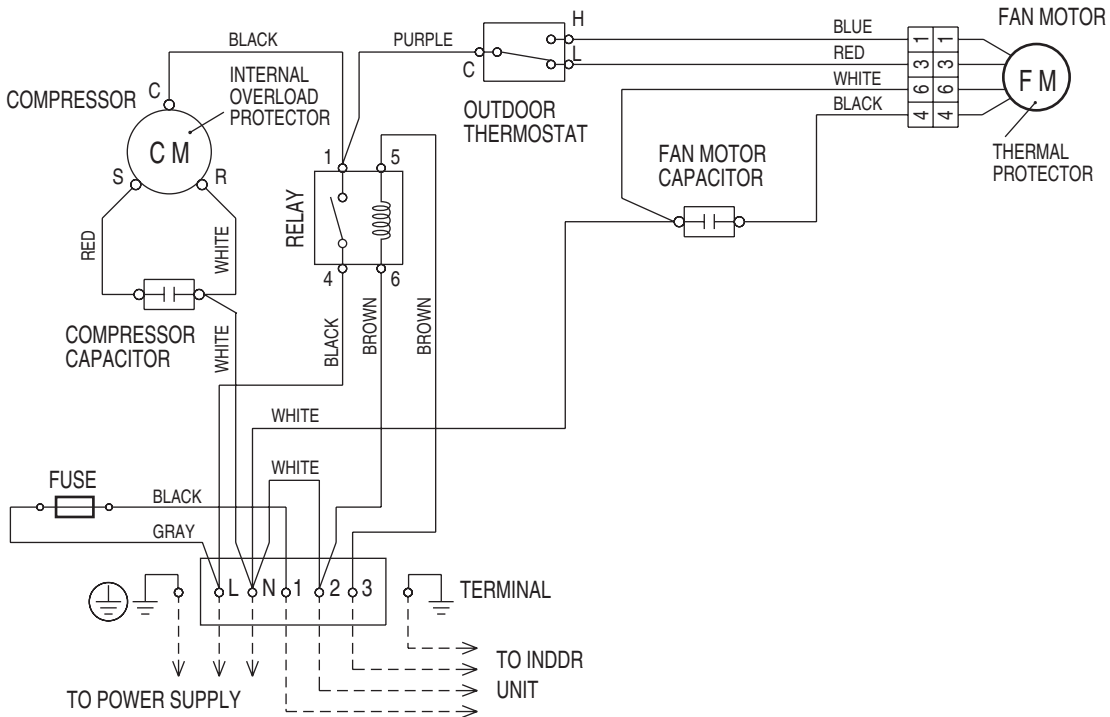 FAN MOTOR
H
BLUE
1 1
BLACK
PURPLE
RED
3 3
L
C
F M
INTERNAL
OVERLOAD
PROTECTOR
WHITE
6 6
C
COMPRESSOR
OUTDOOR
THERMOSTAT
BLACK
4 4
C M
1
5
FAN MOTOR
CAPACITOR
THERMAL
PROTECTOR
S
R
RELAY
RED
WHITE
4
6
COMPRESSOR
CAPACITOR
WHITE
BLACK
BROWN
BROWN
WHITE
WHITE
FUSE
BLACK
GRAY
L N 1 2 3
TERMINAL
TO INDDR
UNIT
TO POWER SUPPLY